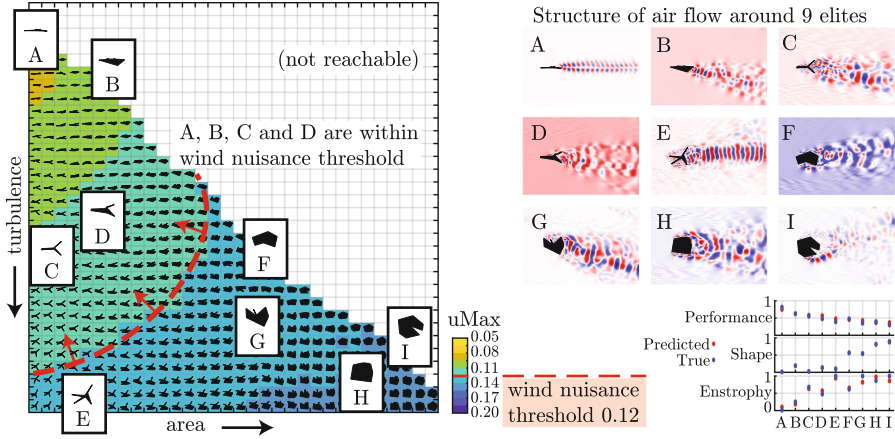 A
B
(not reachable)
A, B, C and D are within
wind nuisance threshold
turbulence
D
C
F
G
I
H
E
area
uMax
0.05
0.08
0.10
0.11
0.14
0.17
0.20
wind nuisance
threshold 0.12
Structure of air flow around 9 elites
A
B
C
D
E
F
G
H
I
Performance
1
Predicted
True
Shape
1
Enstrophy
1
0
A B C D E F G H I